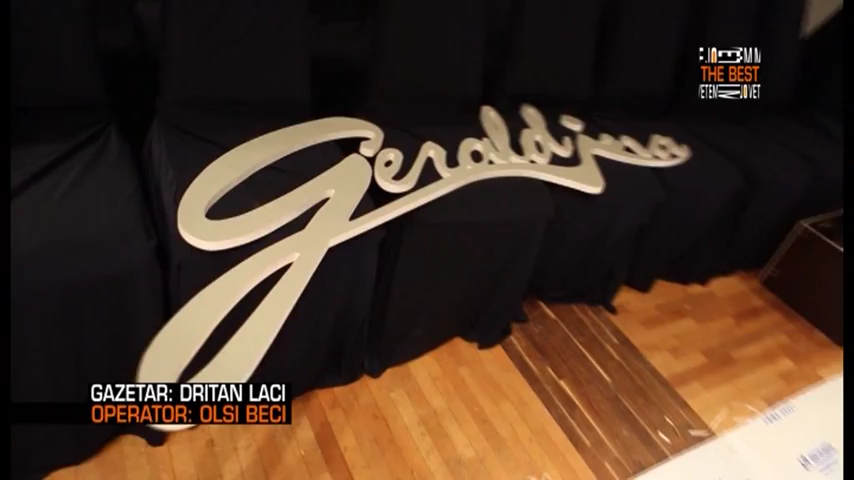 THE BEST
Geraldina
GAZETAR: DRITAN LACI
OPERATOR: OLSI BECI